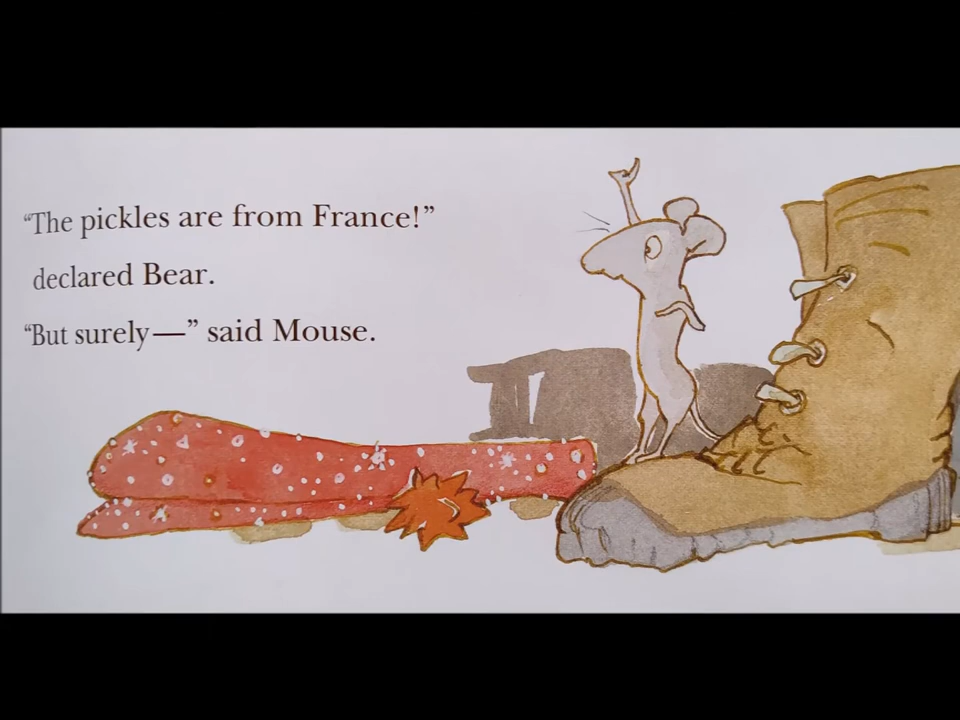 “The pickles are from France!”
declared Bear.
“But surely—” said Mouse.